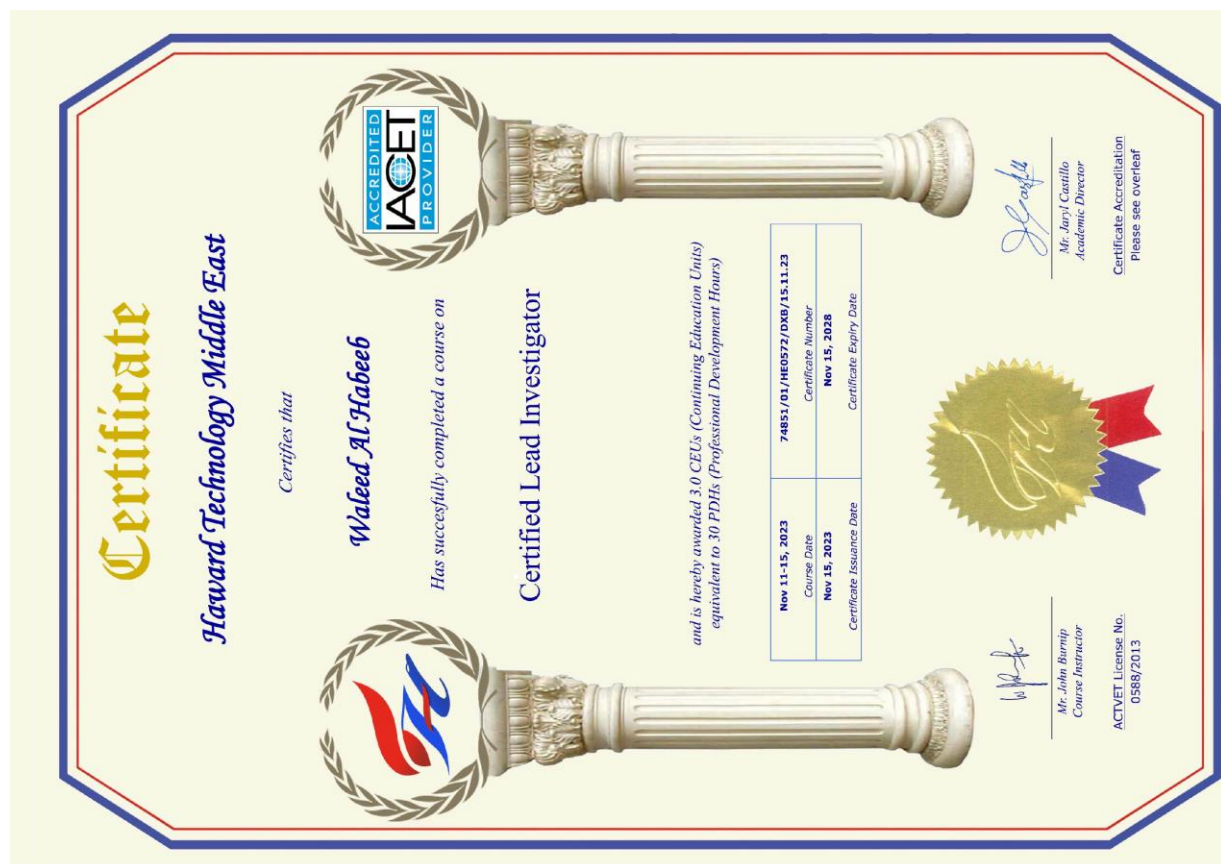 Certificate
Haward Technology Middle East
Certifies that
Waleed Al Habeeb
Has succesfully completed a course on
ACCREDITED
IACET
PROVIDER
Certified Lead Investigator
and is hereby awarded 3.0 CEUs (Continuing Education Units)
equivalent to 30 PDHs (Professional Development Hours)
Nov 11-15, 2023
Course Date
74851/01/HE0572/DXB/15.11.23
Certificate Number
Nov 15, 2023
Certificate Issuance Date
Nov 15, 2028
Certificate Expiry Date
Mr. John Burnip
Course Instructor
ACTVET License No.
0588/2013
Mr. Jaryl Castillo
Academic Director
Certificate Accreditation
Please see overleaf